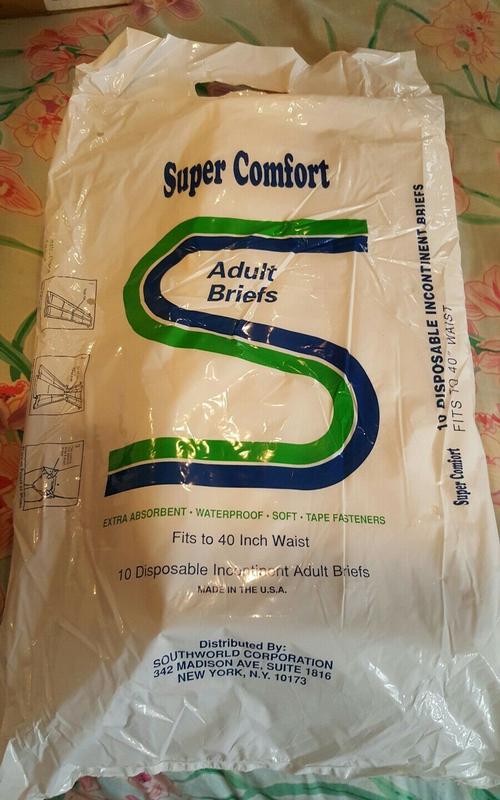 Super Comfort
Adult
Briefs
EXTRA ABSORBENT • WATERPROOF • SOFT • TAPE FASTENERS
Fits to 40 Inch Waist
10 Disposable Incontinent Adult Briefs
MADE IN THE U.S.A.
Distributed By:
SOUTHWORLD CORPORATION
342 MADISON AVE, SUITE 1816
NEW YORK, N.Y. 10173
10 DISPOSABLE INCONTINENT BRIEFS
FITS TO 40" WAIST
Super Comfort